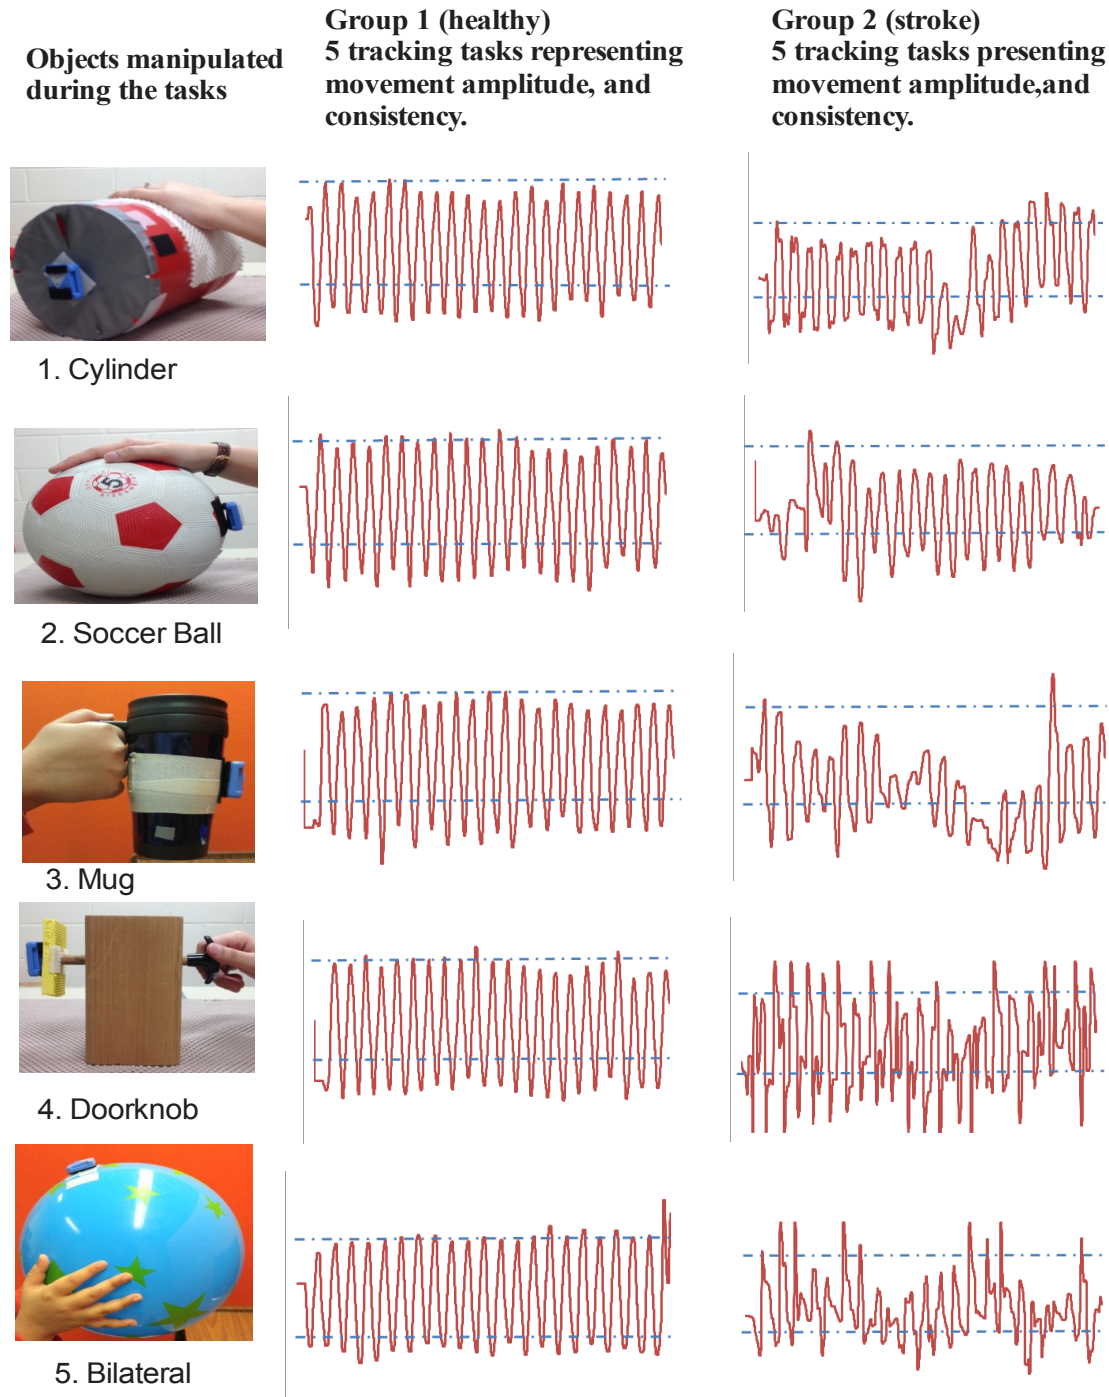 Objects manipulated
during the tasks
Group 1 (healthy)
5 tracking tasks representing
movement amplitude, and
consistency.
Group 2 (stroke)
5 tracking tasks presenting
movement amplitude,and
consistency.
1. Cylinder
5
2. Soccer Ball
3. Mug
4. Doorknob
5. Bilateral